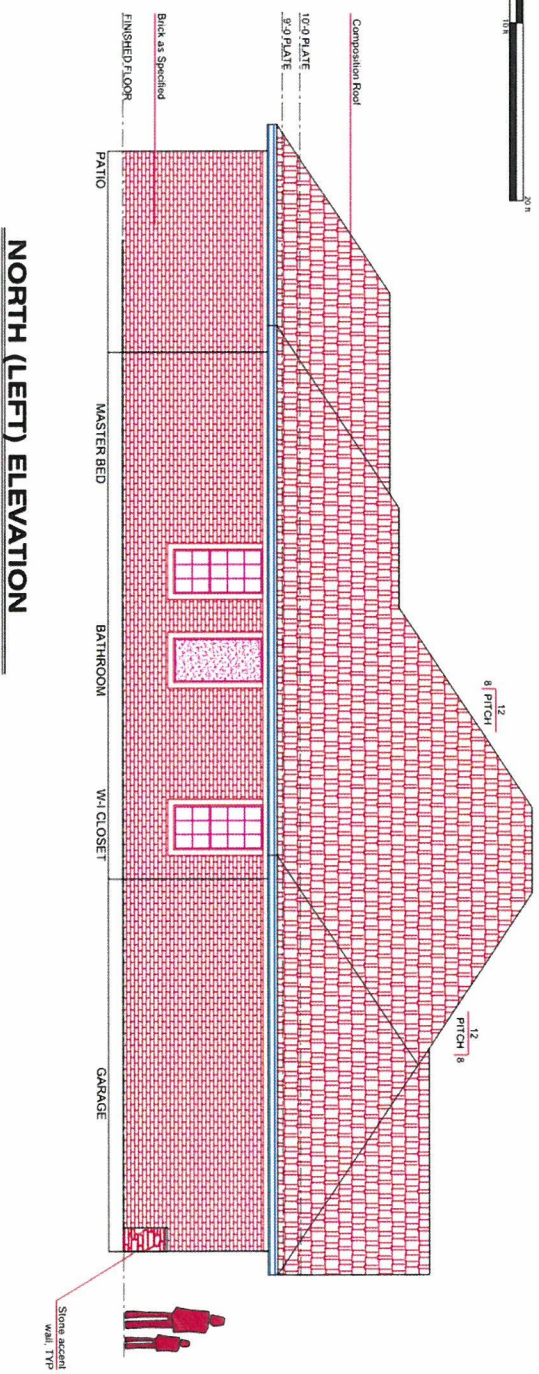 10 ft
20 ft
Composition Roof
10'-0 PLATE
9'-0 PLATE
Brick as Specified
FINISHED FLOOR
12
8 PITCH
12
PITCH 8
PATIO
MASTER BED
BATHROOM
W-I CLOSET
GARAGE
Stone accent
wall, TYP
NORTH (LEFT) ELEVATION